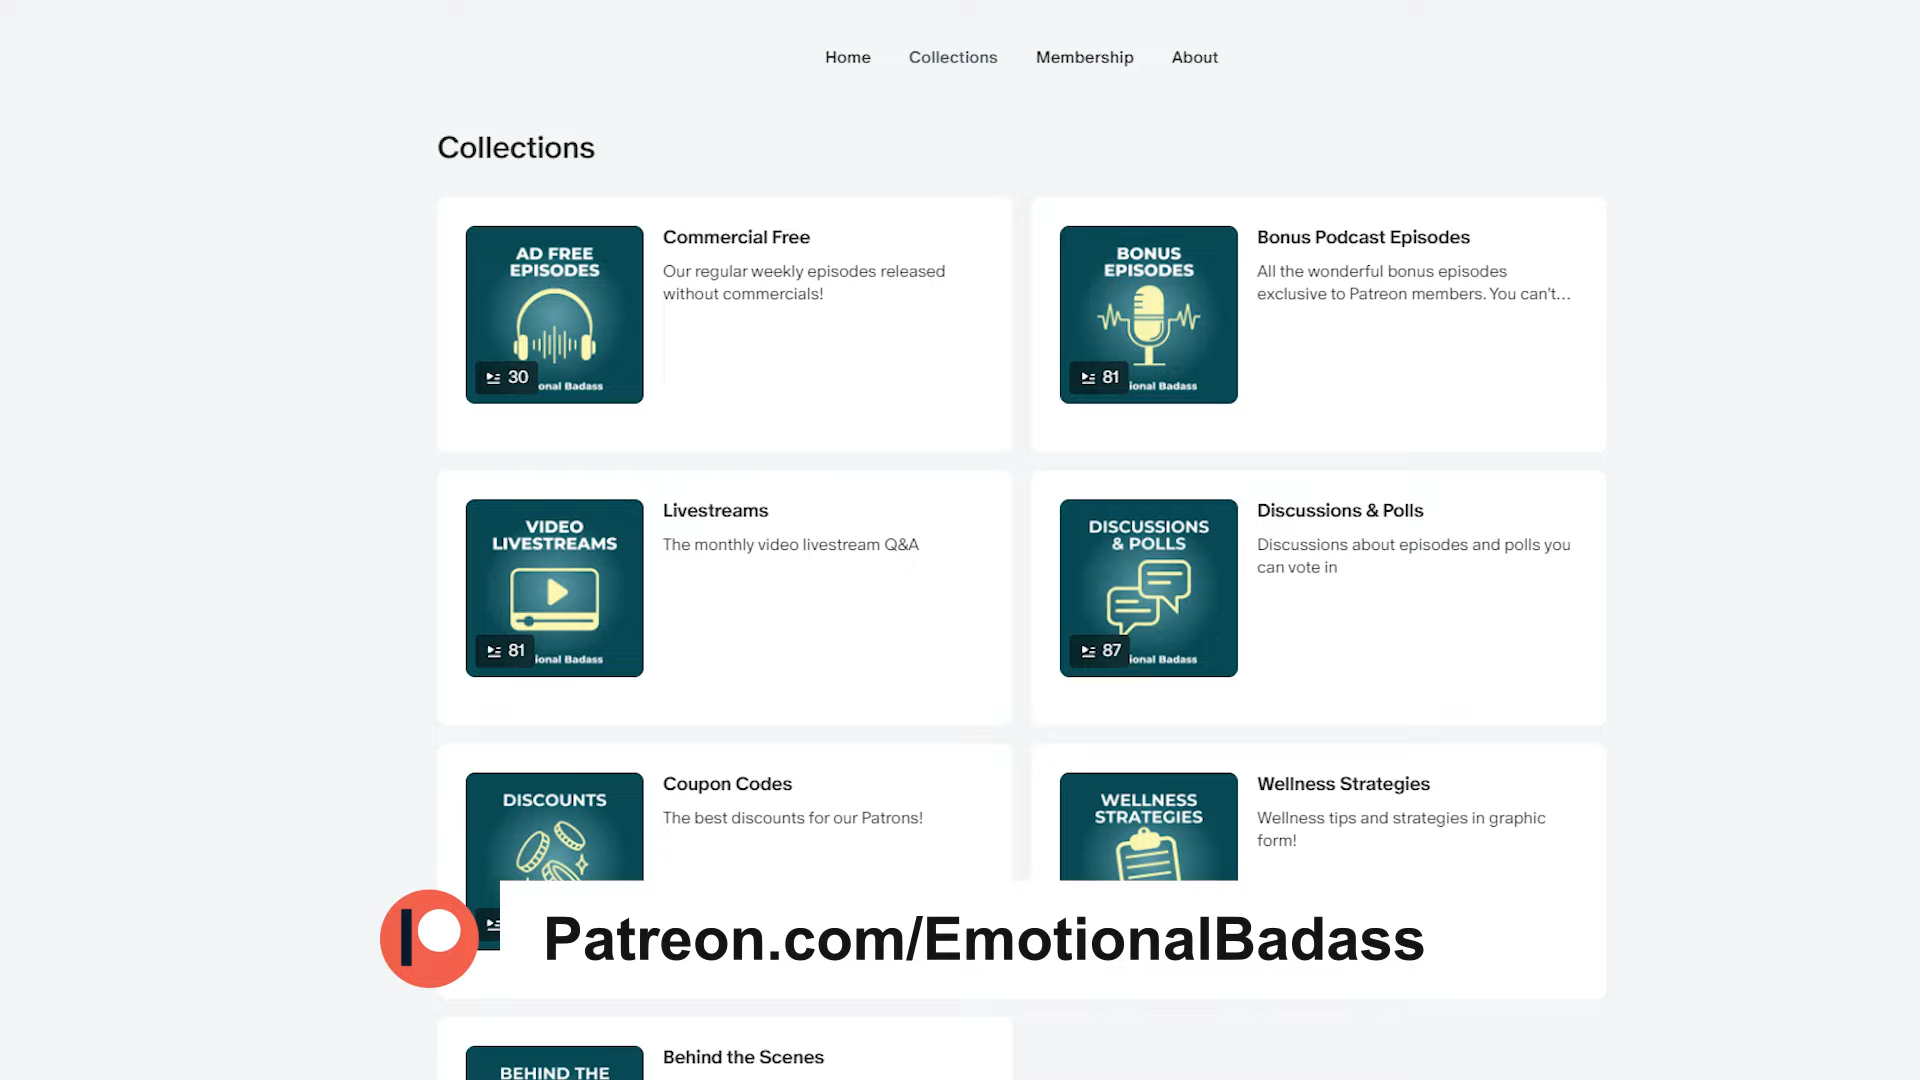 Home Collections Membership About
Collections
AD FREE
EPISODES
30
onal Badass
Commercial Free
Our regular weekly episodes released
without commercials!
BONUS
EPISODES
81
ional Badass
Bonus Podcast Episodes
All the wonderful bonus episodes
exclusive to Patreon members. You can't...
VIDEO
LIVESTREAMS
81
ional Badass
Livestreams
The monthly video livestream Q&A
DISCUSSIONS
& POLLS
87
ional Badass
Discussions & Polls
Discussions about episodes and polls you
can vote in
DISCOUNTS
Coupon Codes
The best discounts for our Patrons!
WELLNESS
STRATEGIES
Wellness Strategies
Wellness tips and strategies in graphic
form!
Patreon.com/EmotionalBadass
BEHIND THE
Behind the Scenes